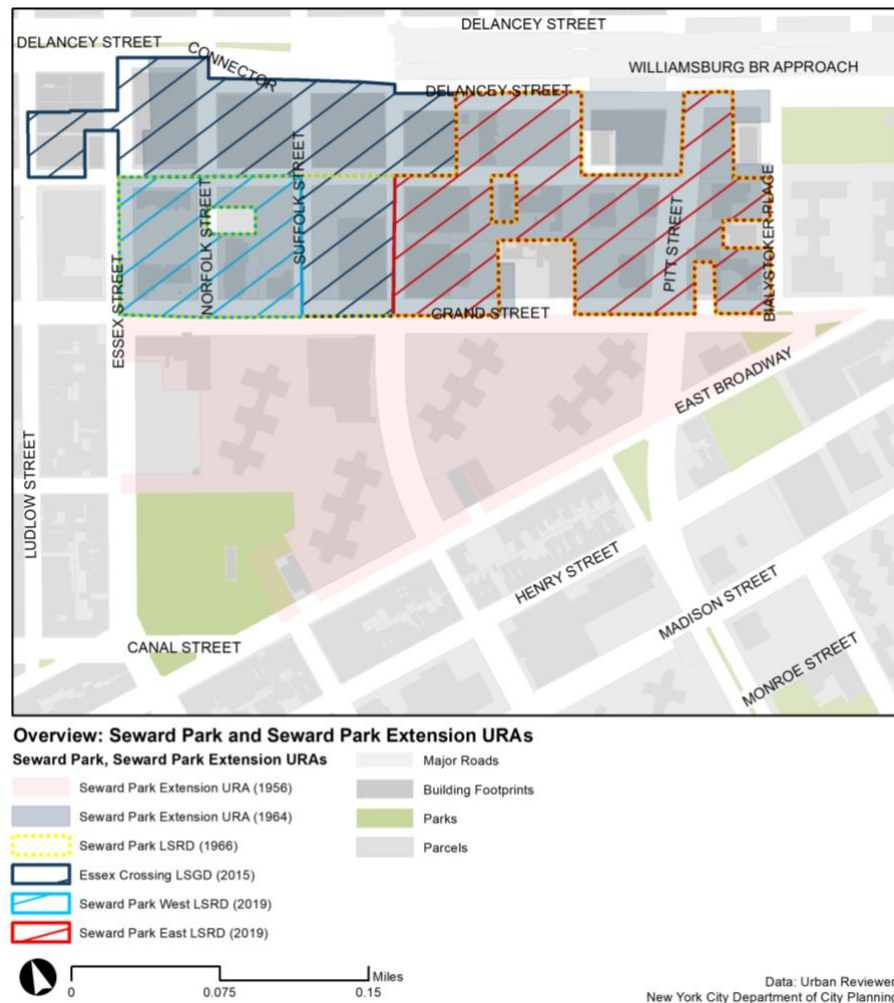 DELANCEY STREET
DELANCEY STREET
CONNECTOR
WILLIAMSBURG BR APPROACH
DELANCEY STREET
SUFFOLK STREET
NORFOLK STREET
ESSEX STREET
PITT STREET
BIALYSTOKER PLACE
GRAND STREET
EAST BROADWAY
LUDLOW STREET
HENRY STREET
MADISON STREET
CANAL STREET
MONROE STREET
Overview: Seward Park and Seward Park Extension URAs
Seward Park, Seward Park Extension URAs
Seward Park Extension URA (1956)
Seward Park Extension URA (1964)
Seward Park LSRD (1966)
Essex Crossing LSGD (2015)
Seward Park West LSRD (2019)
Seward Park East LSRD (2019)
Major Roads
Building Footprints
Parks
Parcels
Miles
0 0.075 0.15
Data: Urban Reviewer
New York City Department of City Planning